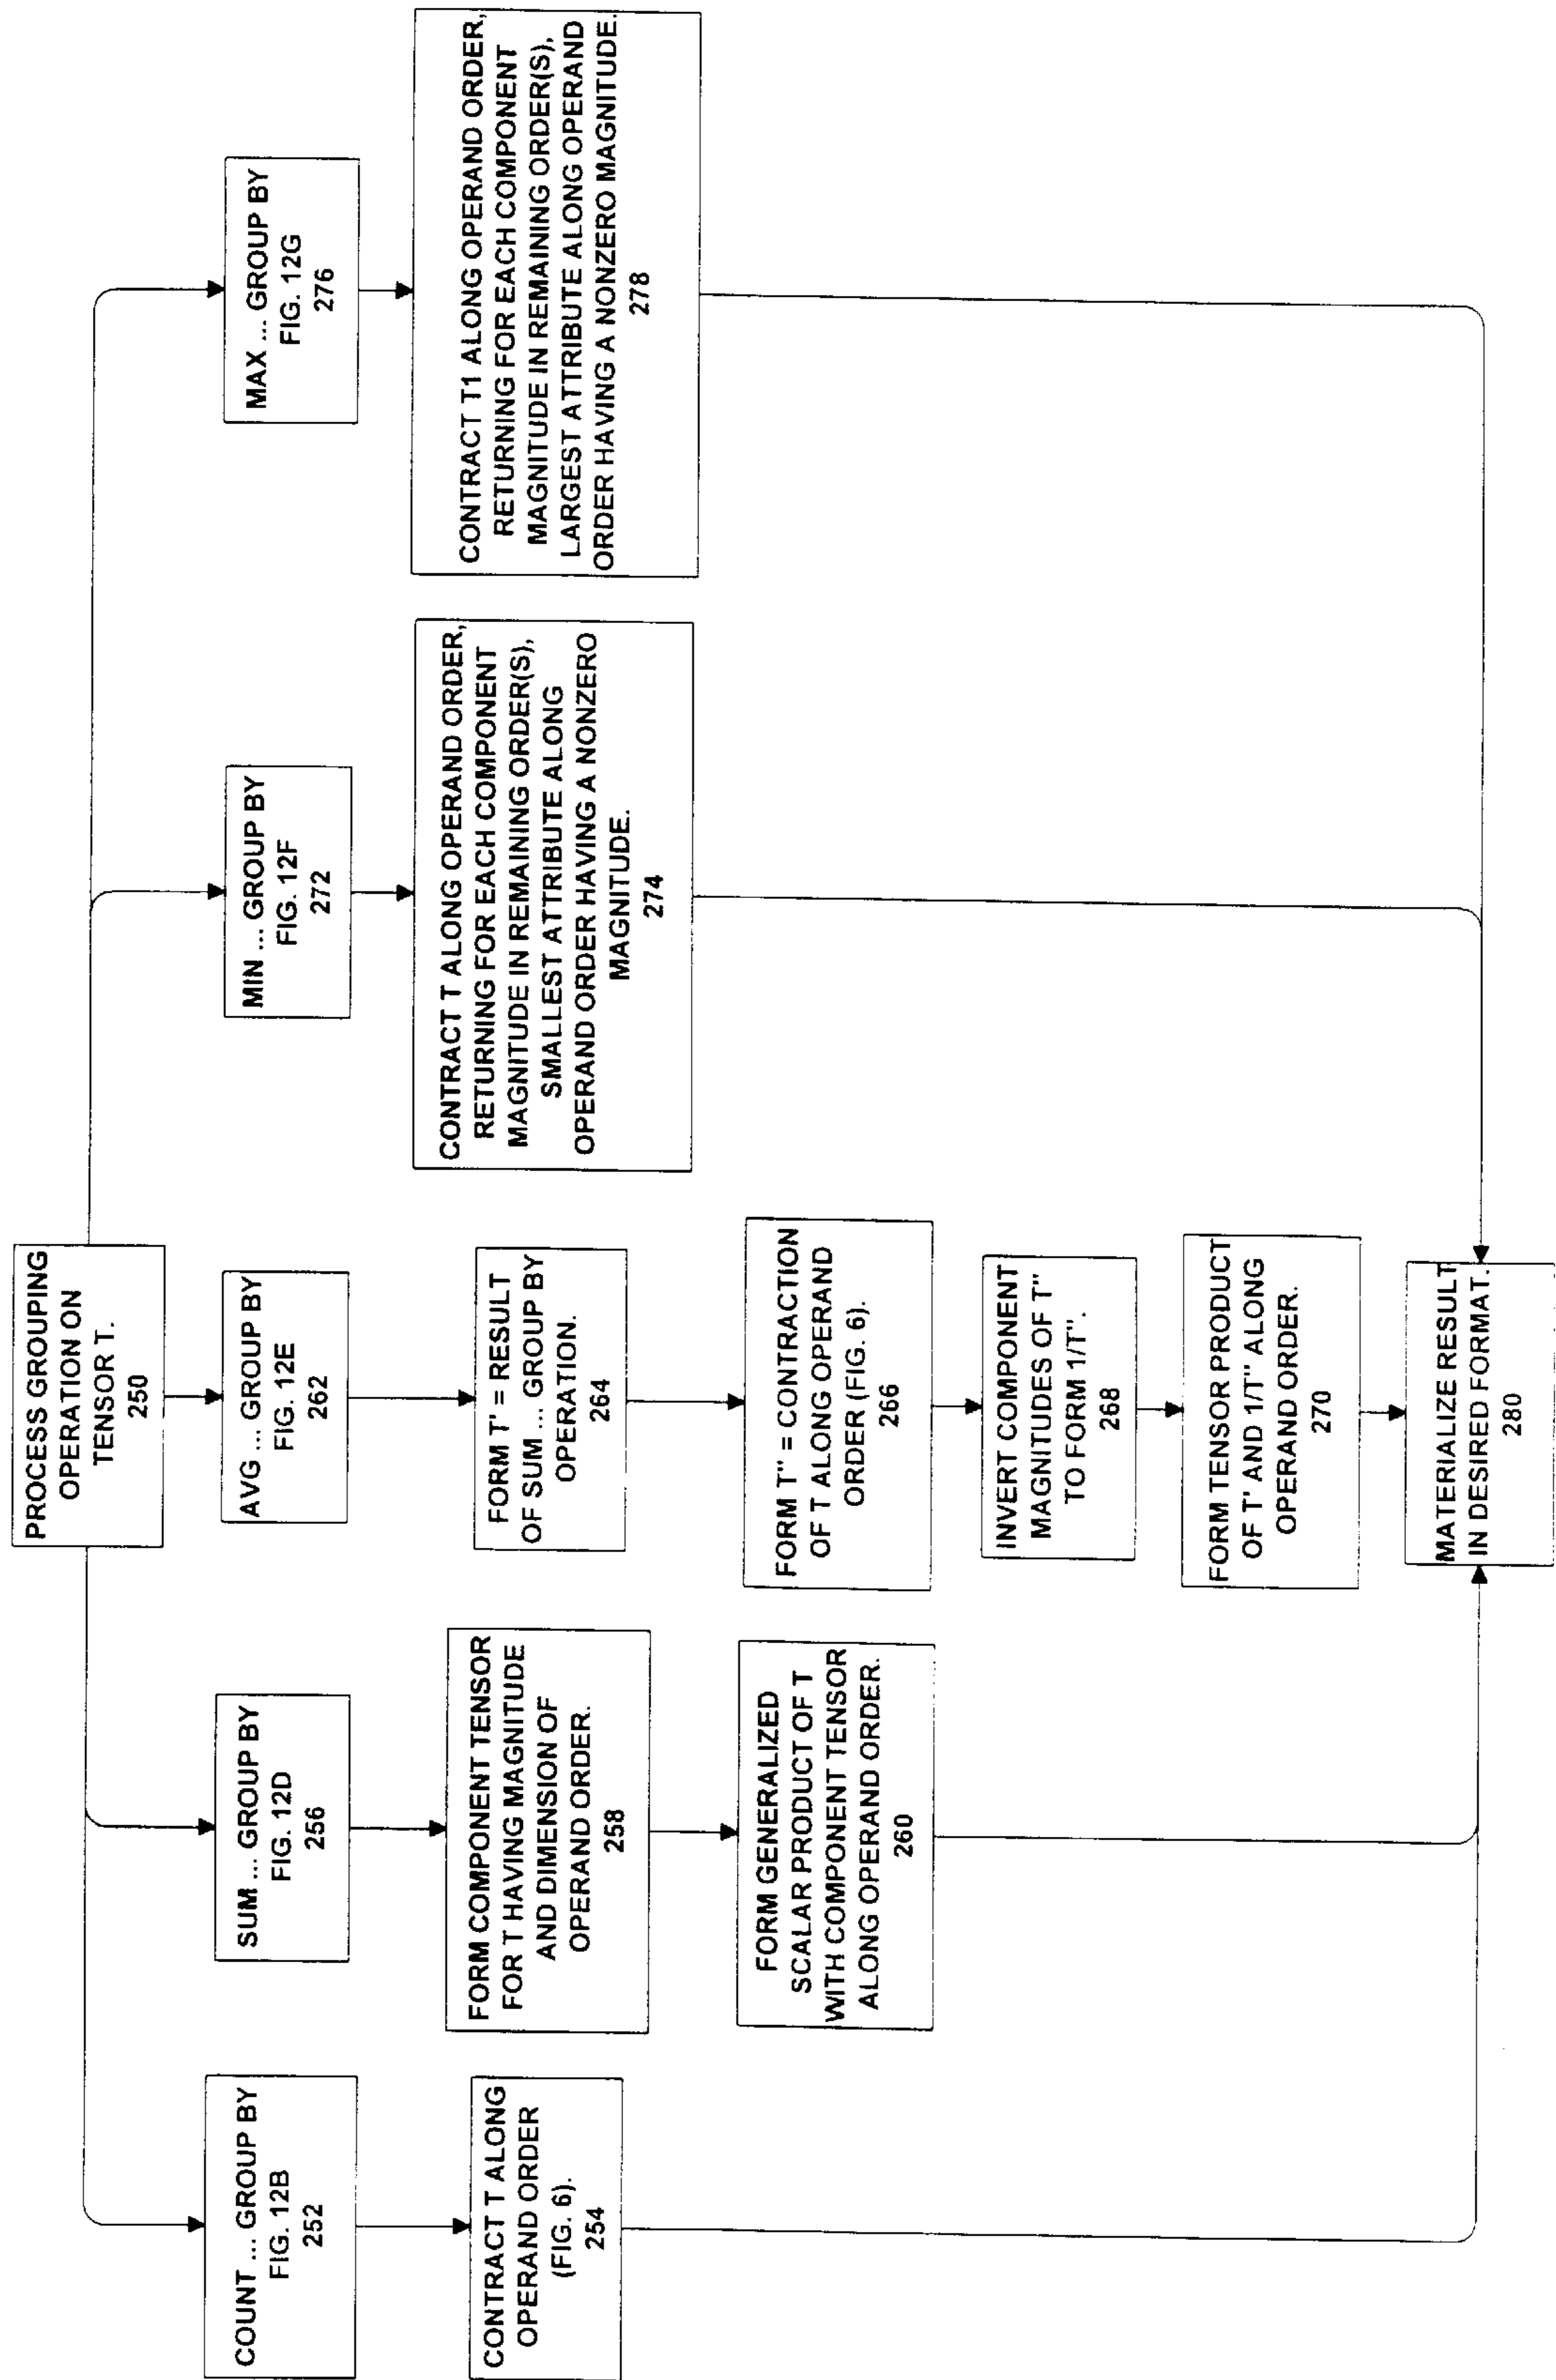 PROCESS GROUPING
OPERATION ON
TENSOR T.
250
COUNT ... GROUP BY
FIG. 12B
252
CONTRACT T ALONG
OPERAND ORDER
(FIG. 6).
254
SUM ... GROUP BY
FIG. 12D
256
FORM COMPONENT TENSOR
FOR T HAVING MAGNITUDE
AND DIMENSION OF
OPERAND ORDER.
258
FORM GENERALIZED
SCALAR PRODUCT OF T
WITH COMPONENT TENSOR
ALONG OPERAND ORDER.
260
AVG ... GROUP BY
FIG. 12E
262
FORM T' = RESULT
OF SUM ... GROUP BY
OPERATION.
264
FORM T" = CONTRACTION
OF T ALONG OPERAND
ORDER (FIG. 6).
266
INVERT COMPONENT
MAGNITUDES OF T"
TO FORM 1/T".
268
FORM TENSOR PRODUCT
OF T' AND 1/T" ALONG
OPERAND ORDER.
270
MIN ... GROUP BY
FIG. 12F
272
CONTRACT T ALONG OPERAND ORDER,
RETURNING FOR EACH COMPONENT
MAGNITUDE IN REMAINING ORDER(S),
SMALLEST ATTRIBUTE ALONG
OPERAND ORDER HAVING A NONZERO
MAGNITUDE.
274
MAX ... GROUP BY
FIG. 12G
276
CONTRACT T1 ALONG OPERAND ORDER,
RETURNING FOR EACH COMPONENT
MAGNITUDE IN REMAINING ORDER(S),
LARGEST ATTRIBUTE ALONG OPERAND
ORDER HAVING A NONZERO MAGNITUDE.
278
MATERIALIZE RESULT
IN DESIRED FORMAT.
280